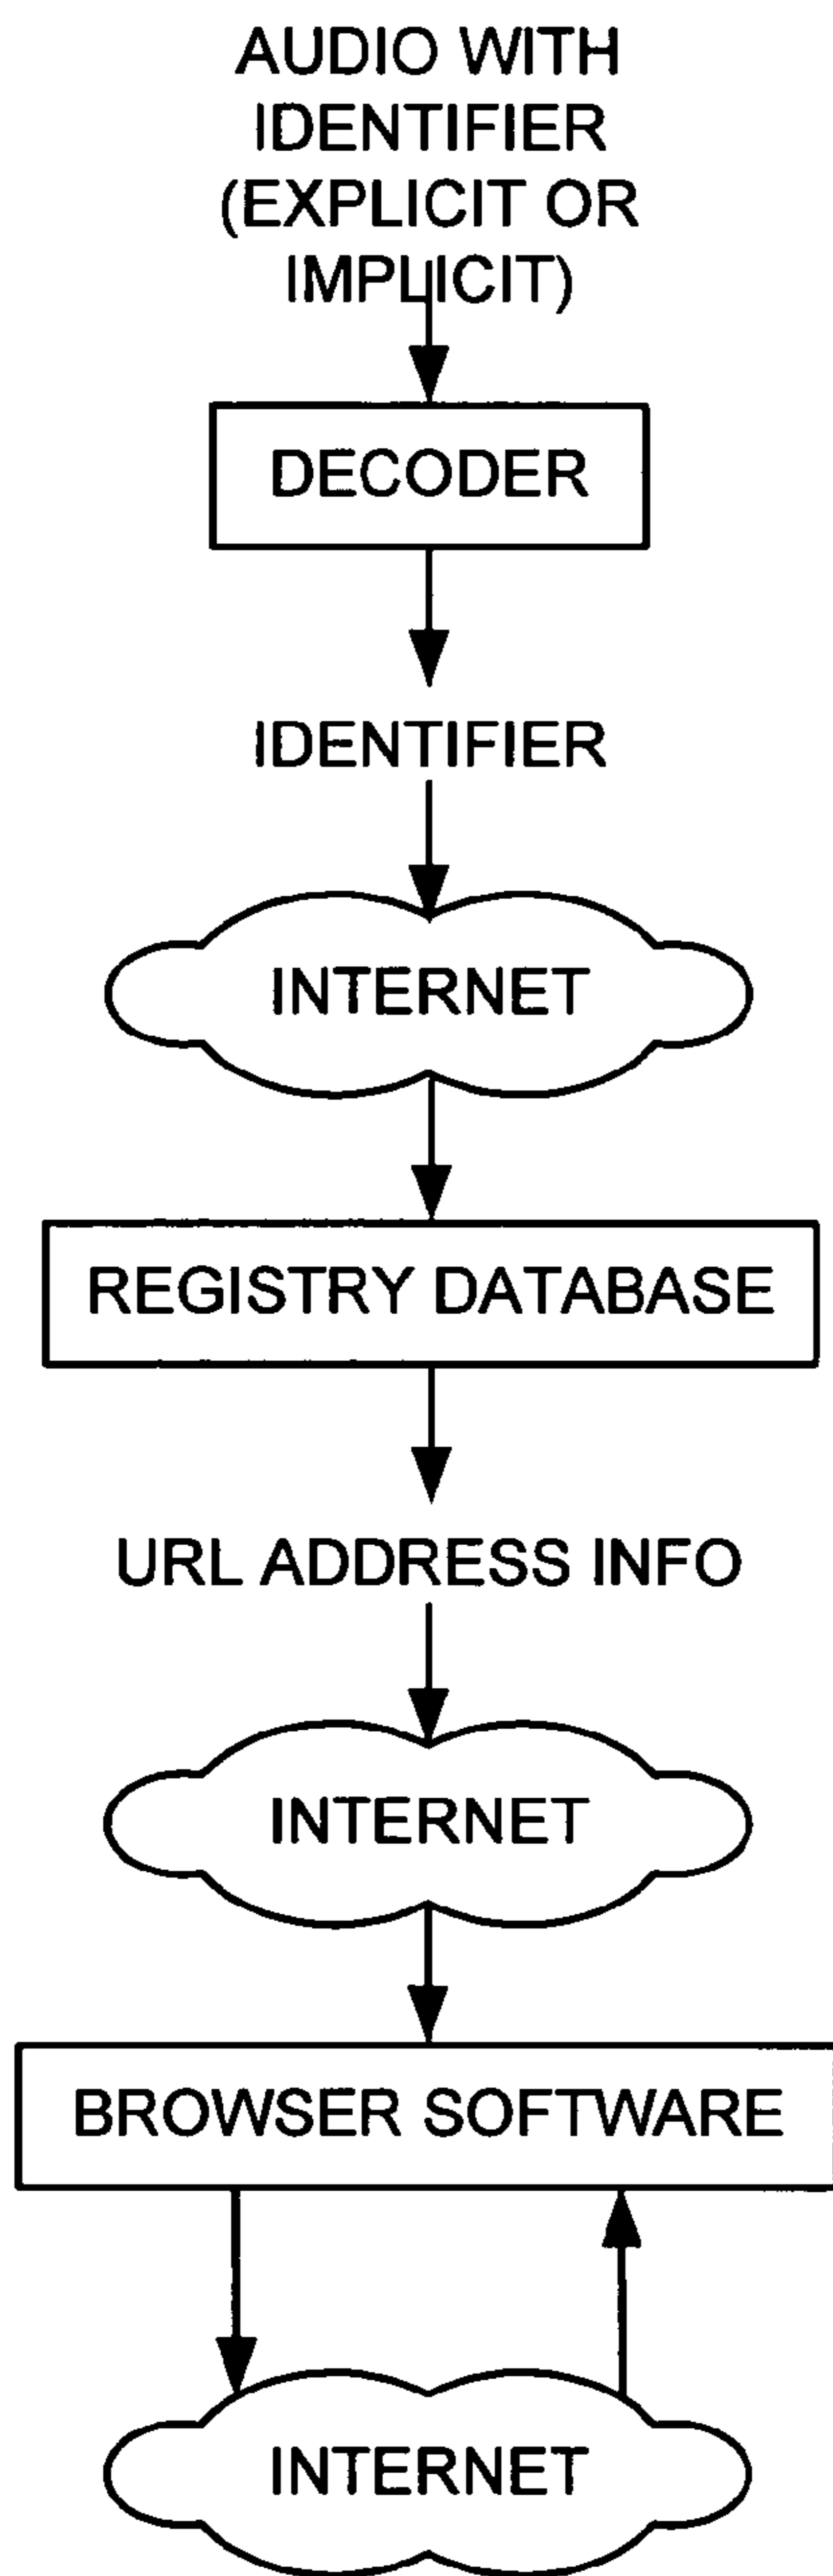 AUDIO WITH
IDENTIFIER
(EXPLICIT OR
IMPLICIT)
DECODER
IDENTIFIER
INTERNET
REGISTRY DATABASE
URL ADDRESS INFO
INTERNET
BROWSER SOFTWARE
INTERNET